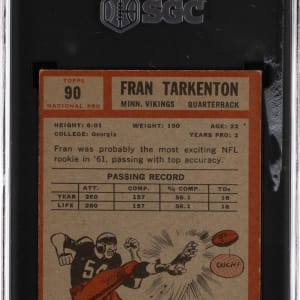 SGC
TOPPS
90
NATIONAL PRO
FRAN TARKENTON
MINN. VIKINGS QUARTERBACK
HEIGHT: 6:01 WEIGHT: 190 AGE: 22
COLLEGE: Georgia YEARS PRO: 2
Fran was probably the most exciting NFL
rookie in '61, passing with top accuracy.
PASSING RECORD
ATT. COMP. % COMP. TDs
YEAR 280 157 56.1 18
LIFE 280 157 56.1 18
OUCH!